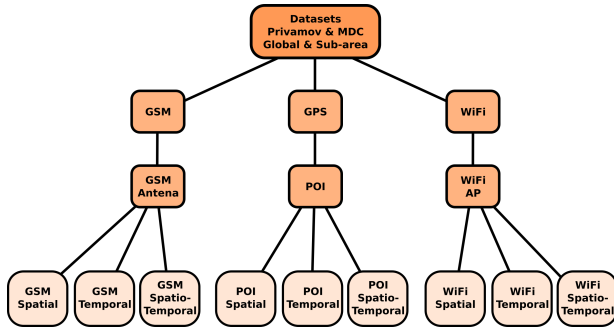 Datasets
Privamov & MDC
Global & Sub-area
GSM
GPS
WiFi
GSM
Antena
POI
WiFi
AP
GSM
Spatial
GSM
Temporal
GSM
Spatio-
Temporal
POI
Spatial
POI
Temporal
POI
Spatio-
Temporal
WiFi
Spatial
WiFi
Temporal
WiFi
Spatio-
Temporal